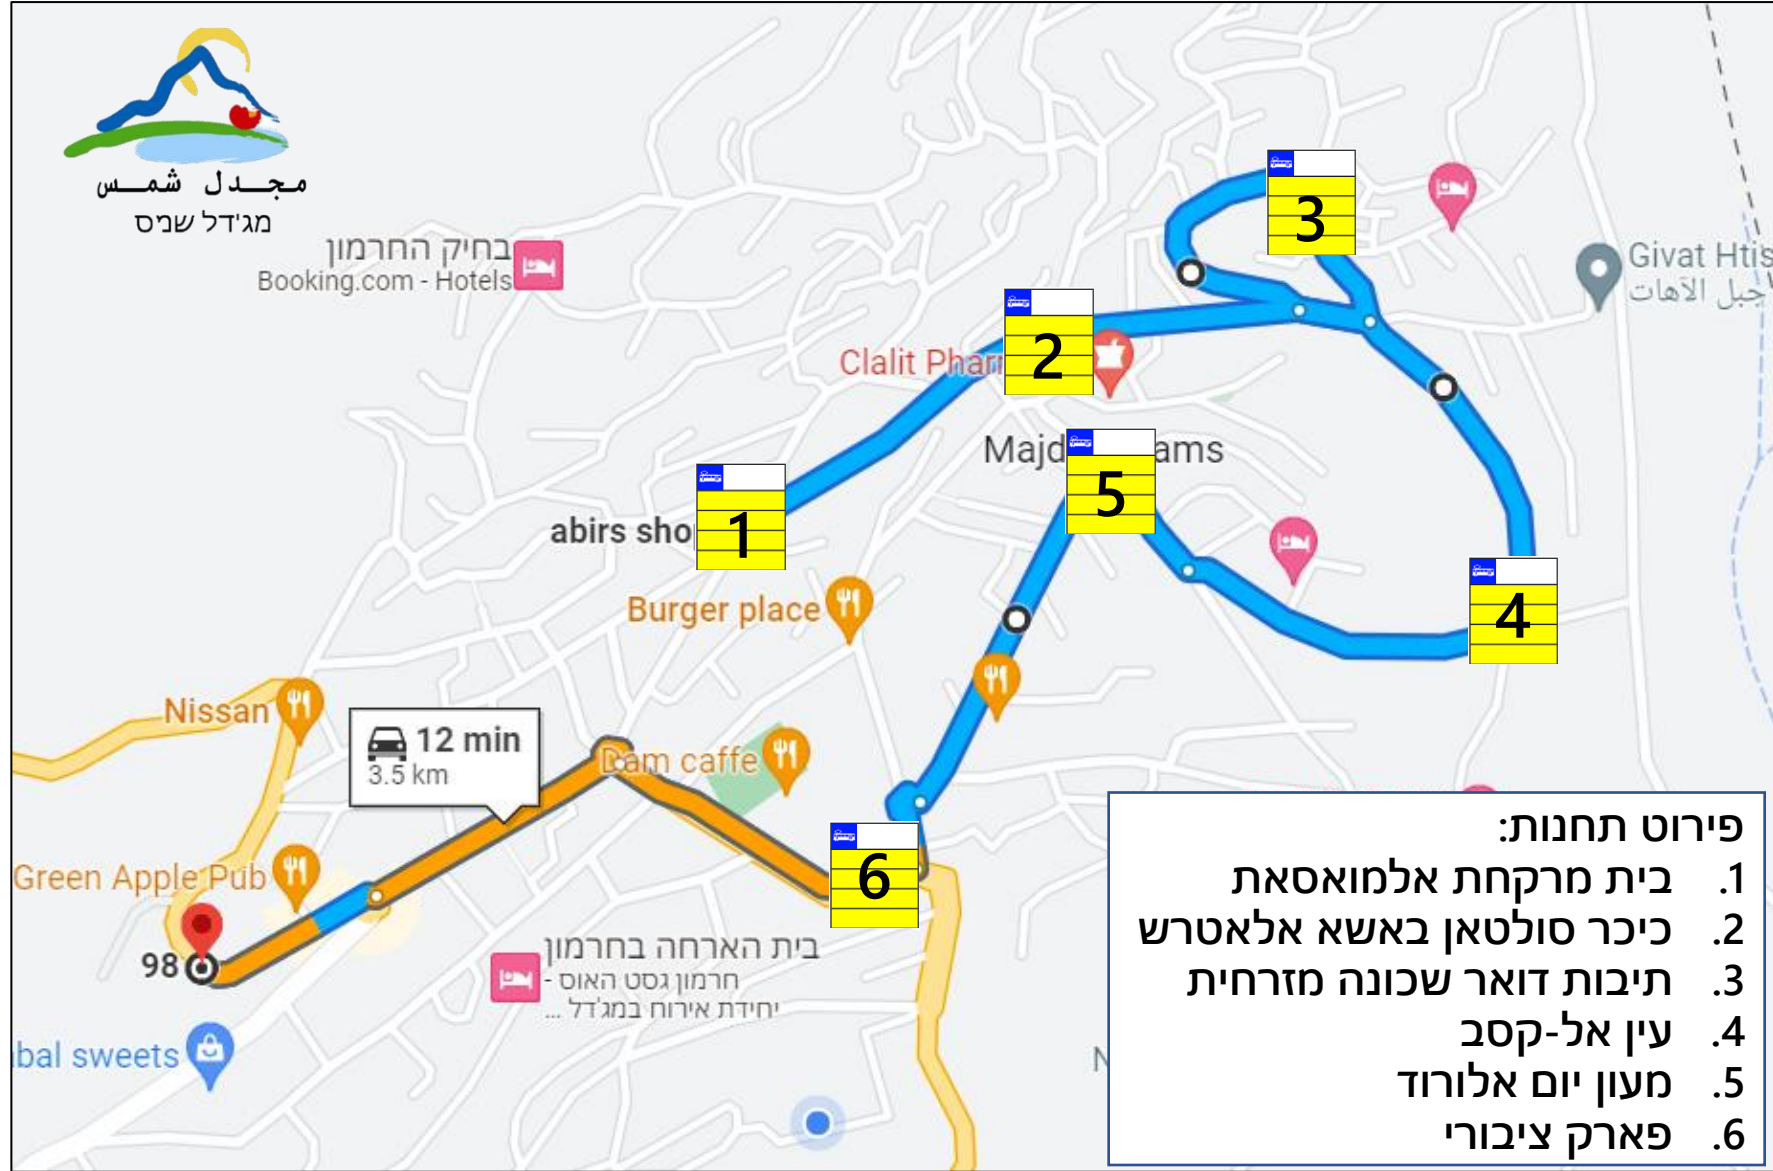 مجدل شمس
מג'דל שמס
בחיק החרמון
Booking.com - Hotels
Givat Htis
جبل الآهات
3
2
Clalit Phar
Majd ams
5
1
abirs sho
Burger place
4
Nissan
12 min
3.5 km
Dam caffe
6
Green Apple Pub
98
בית הארחה בחרמון
חרמון גסט האוס -
יחידת אירוח במג'דל ...
bal sweets
N
פירוט תחנות:
1. בית מרקחת אלמואסאת
2. כיכר סולטאן באשא אלאטרש
3. תיבות דואר שכונה מזרחית
4. עין אל-קסב
5. מעון יום אלורוד
6. פארק ציבורי